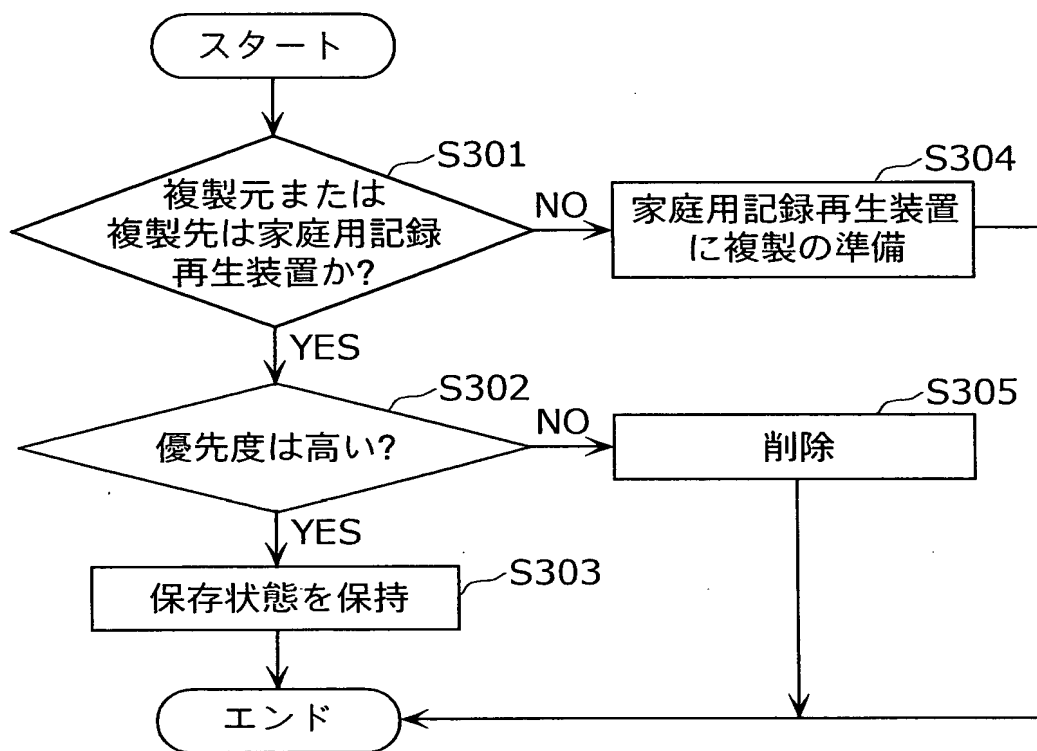 スタート
S301
複製元または
複製先は家庭用記録
再生装置か?
NO
S304
家庭用記録再生装置
に複製の準備
YES
S302
優先度は高い?
NO
S305
削除
YES
S303
保存状態を保持
エンド